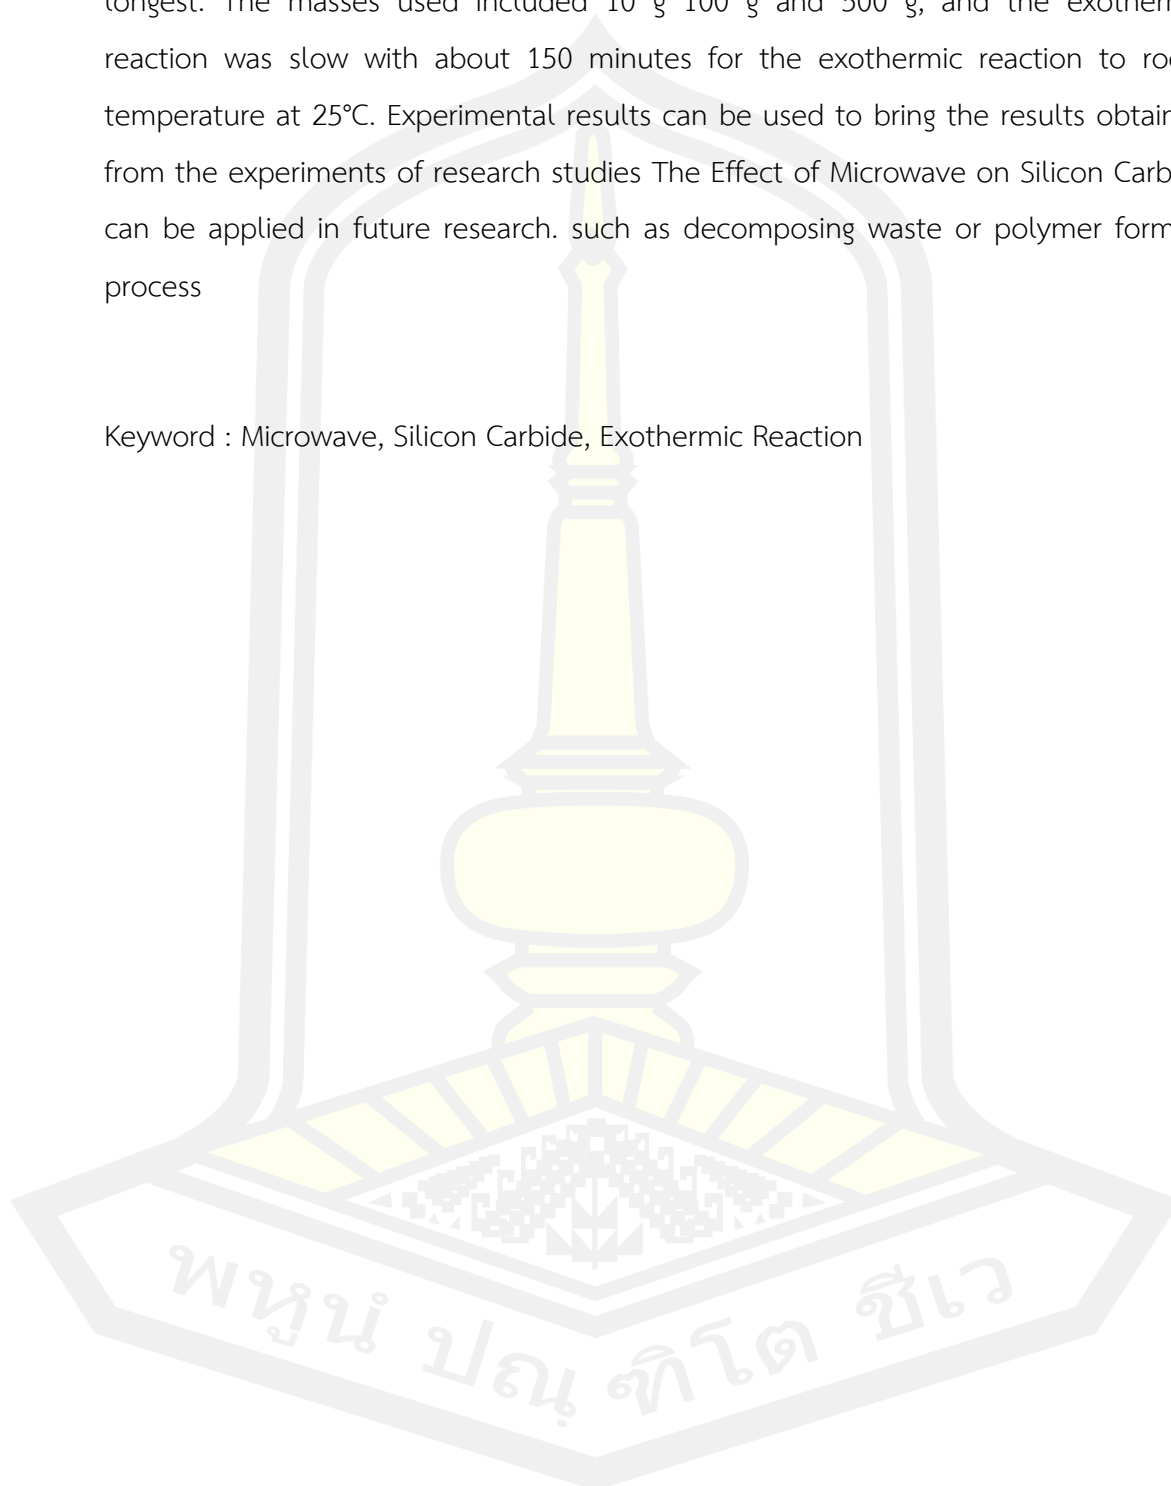 longest. The masses used included 10 g 100 g and 500 g, and the exotherm
reaction was slow with about 150 minutes for the exothermic reaction to roo
temperature at 25°C. Experimental results can be used to bring the results obtain
from the experiments of research studies The Effect of Microwave on Silicon Carb
can be applied in future research. such as decomposing waste or polymer form
process
Keyword : Microwave, Silicon Carbide, Exothermic Reaction
พหูนํ ปณฺฑิโต ชีเว